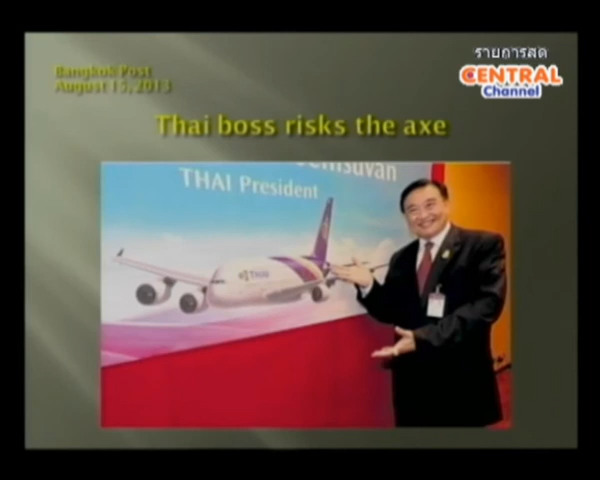 รายการสด
CENTRAL
Channel
Bangkok Post
August 15, 2013
Thai boss risks the axe
THAI President
THAI